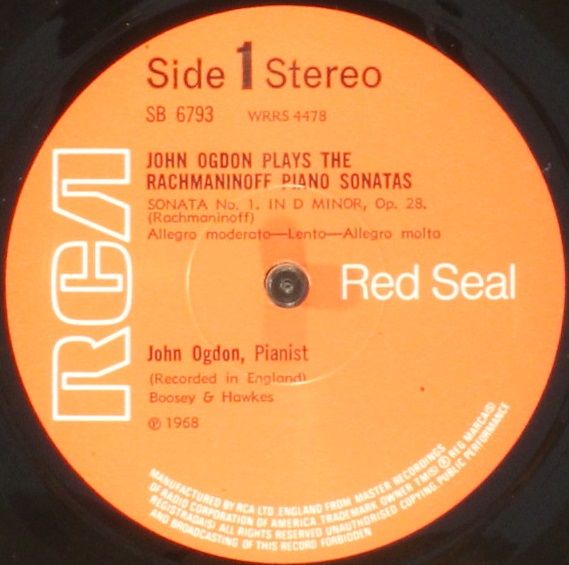 Side 1 Stereo
SB 6793 WRRS 4478
JOHN OGDON PLAYS THE
RACHMANINOFF PIANO SONATAS
SONATA No. 1. IN D MINOR, Op. 28.
(Rachmaninoff)
Allegro moderato—Lento—Allegro molta
RCA
Red Seal
John Ogdon, Pianist
(Recorded in England)
Boosey & Hawkes
℗ 1968
MANUFACTURED BY RCA LTD ENGLAND FROM MASTER RECORDINGS
OF RADIO CORPORATION OF AMERICA. TRADEMARK OWNER TM(S) ® REG MARCA(S)
REGISTRADA(S) ALL RIGHTS RESERVED UNAUTHORISED COPYING, PUBLIC PERFORMANCE
AND BROADCASTING OF THIS RECORD FORBIDDEN